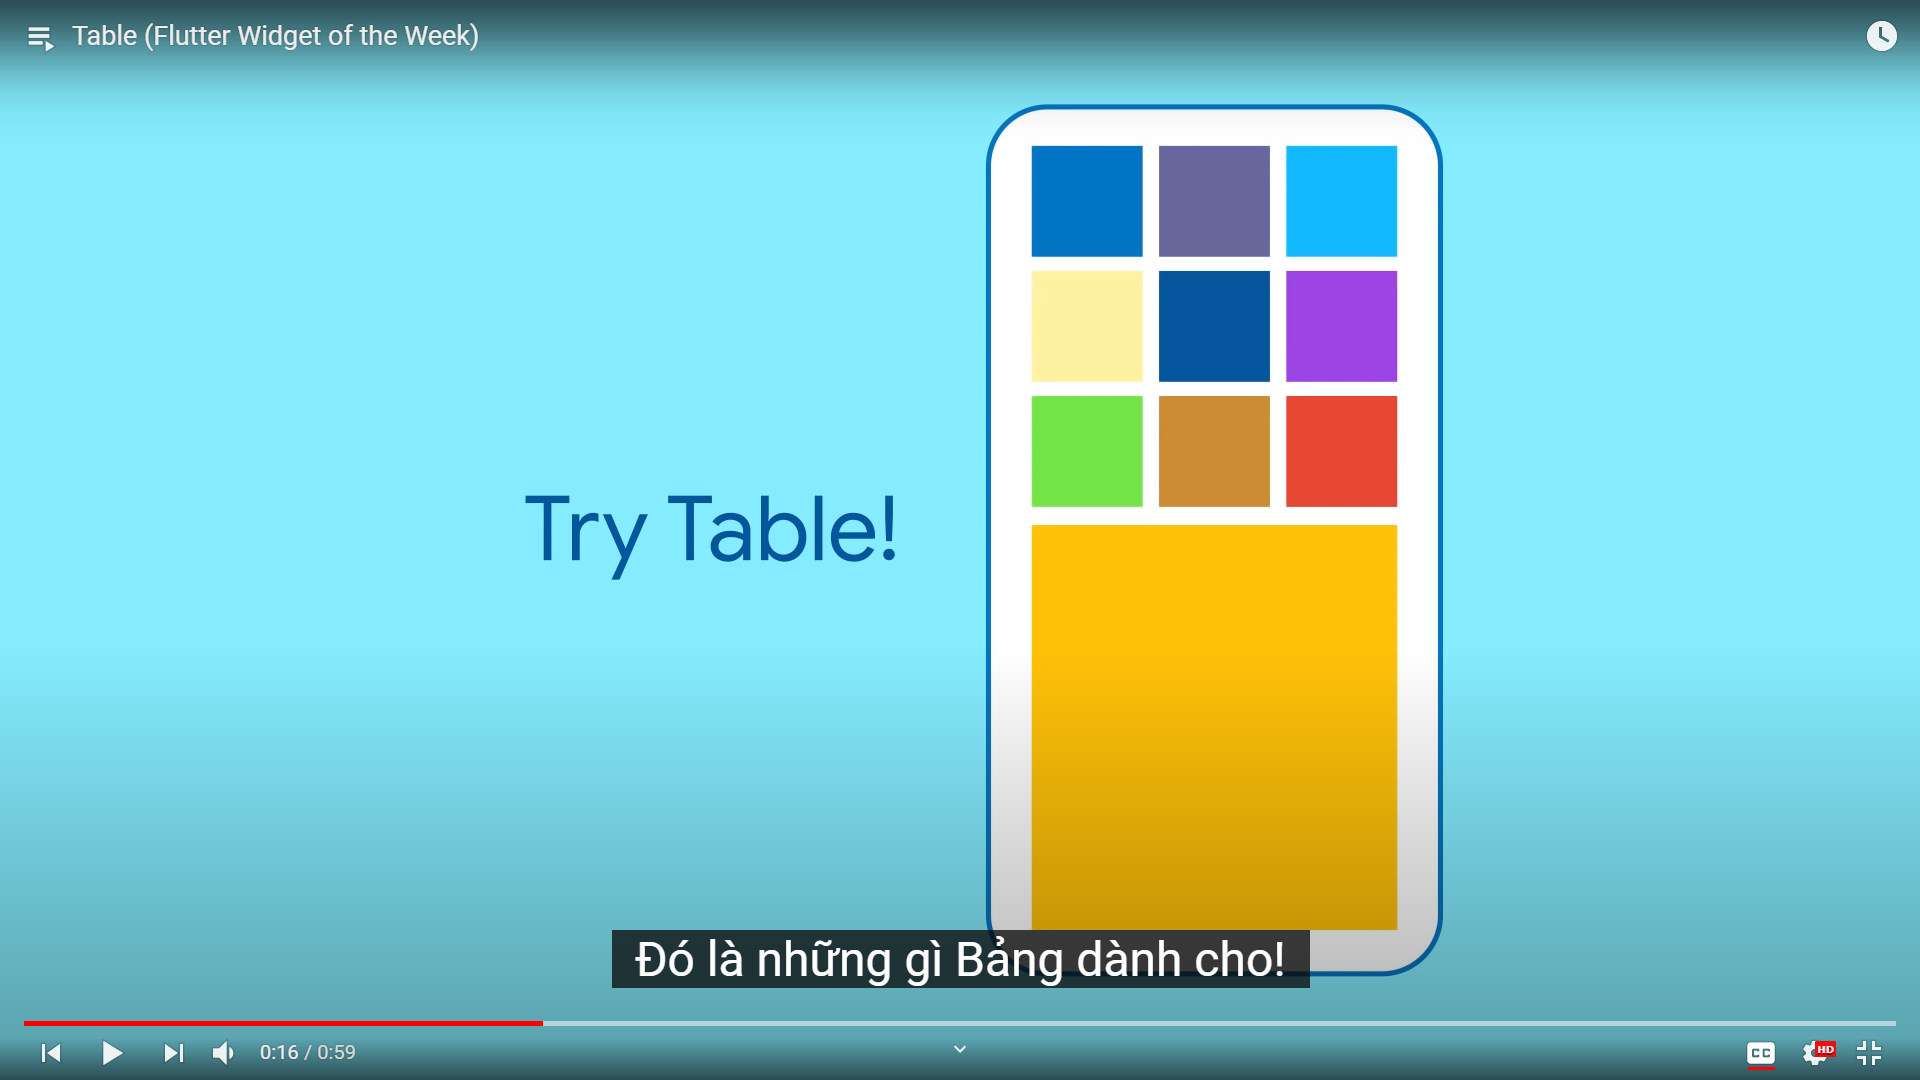 Table (Flutter Widget of the Week)
Try Table!
Đó là những gì Bảng dành cho!
0:16 / 0:59
CC
HD